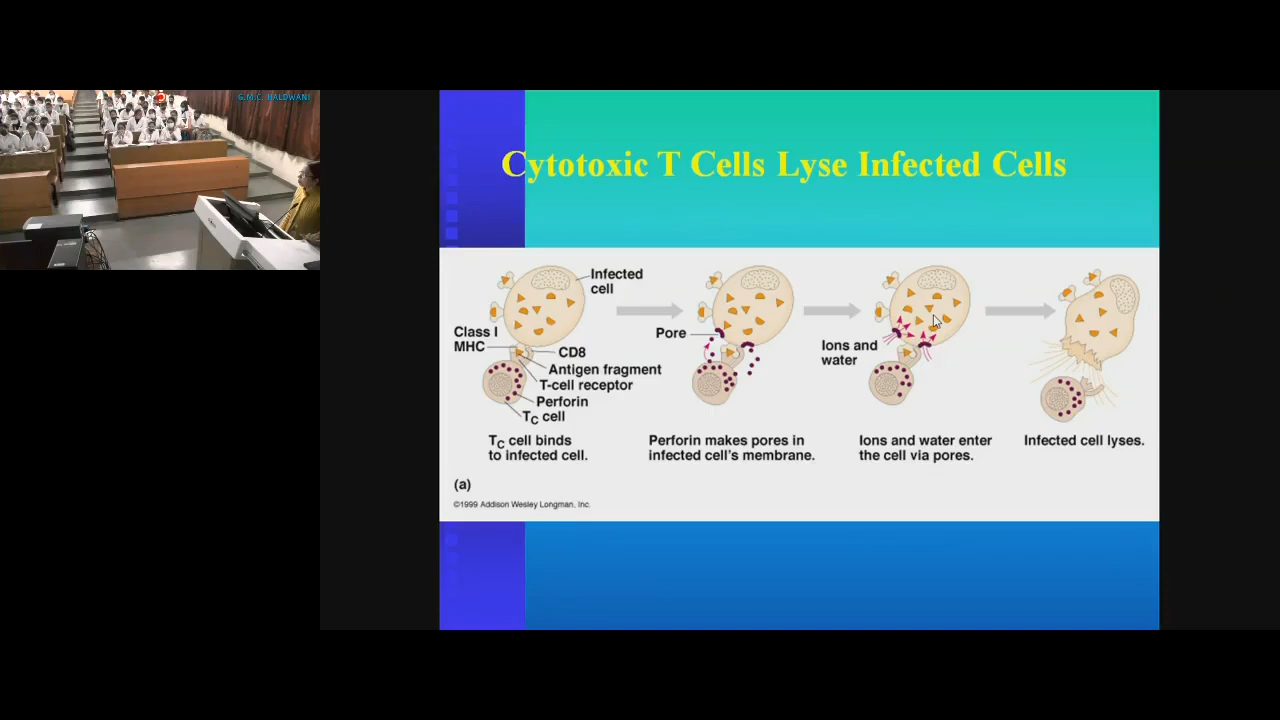 G.M.C. HALDWANI
Cytotoxic T Cells Lyse Infected Cells
Infected
cell
Class I
MHC
CD8
Antigen fragment
T-cell receptor
Perforin
TC cell
Pore
Ions and
water
TC cell binds
to infected cell.
Perforin makes pores in
infected cell's membrane.
Ions and water enter
the cell via pores.
Infected cell lyses.
(a)
©1999 Addison Wesley Longman, Inc.